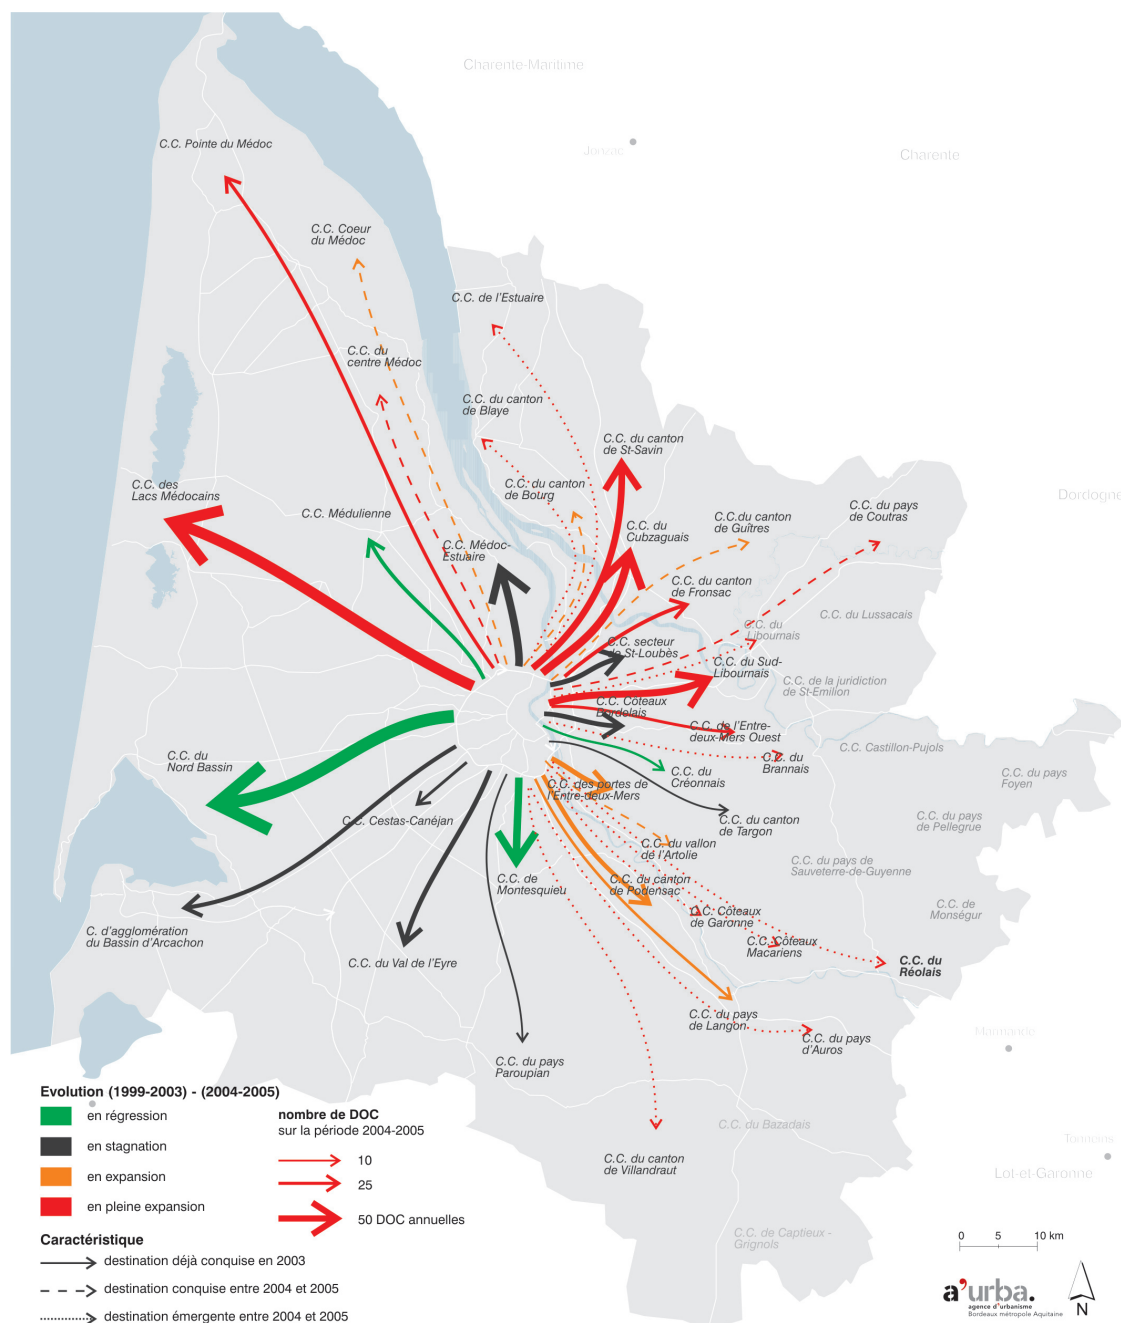 Charente-Maritime
Jonzac
Charente
C.C. Pointe du Médoc
C.C. Coeur
du Médoc
C.C. de l'Estuaire
C.C. du
centre Médoc
C.C. du canton
de Blaye
C.C. du canton
de St-Savin
C.C. des
Lacs Médocains
C.C. du canton
de Bourg
Dordogne
C.C. Médulienne
C.C. du
Cubzaguais
C.C.du canton
de Guîtres
C.C. du pays
de Coutras
C.C. Médoc-
Estuaire
C.C. du canton
de Fronsac
C.C. du Lussacais
C.C. du
Libournais
C.C. secteur
de St-Loubès
C.C. du Sud-
Libournais
C.C. de la juridiction
de St-Emilion
C.C. Côteaux
Bordelais
C.C. de l'Entre-
deux-Mers Ouest
C.C. Castillon-Pujols
C.C. du
Nord Bassin
C.C. du
Brannais
C.C. du
Créonnais
C.C. du pays
Foyen
C.C. des portes de
l'Entre-deux-Mers
C.C. Cestas-Canéjan
C.C. du canton
de Targon
C.C. du pays
de Pellegrue
C.C. du vallon
de l'Artolie
C.C. du pays de
Sauveterre-de-Guyenne
C.C. de
Montesquieu
C.C. du canton
de Podensac
C.C. Côteaux
de Garonne
C.C. de
Monségur
C. d'agglomération
du Bassin d'Arcachon
C.C. Côteaux
Macariens
C.C. du Val de l'Eyre
C.C. du
Réolais
C.C. du pays
de Langon
C.C. du pays
d'Auros
Marmande
C.C. du pays
Paroupian
C.C. du Bazadais
Tonneins
C.C. du canton
de Villandraut
Lot-et-Garonne
C.C. de Captieux -
Grignols
Evolution (1999-2003) - (2004-2005)
en régression
en stagnation
en expansion
en pleine expansion
nombre de DOC
sur la période 2004-2005
10
25
50 DOC annuelles
Caractéristique
destination déjà conquise en 2003
destination conquise entre 2004 et 2005
destination émergente entre 2004 et 2005
0 5 10 km
a'urba.
agence d'urbanisme
Bordeaux métropole Aquitaine
N